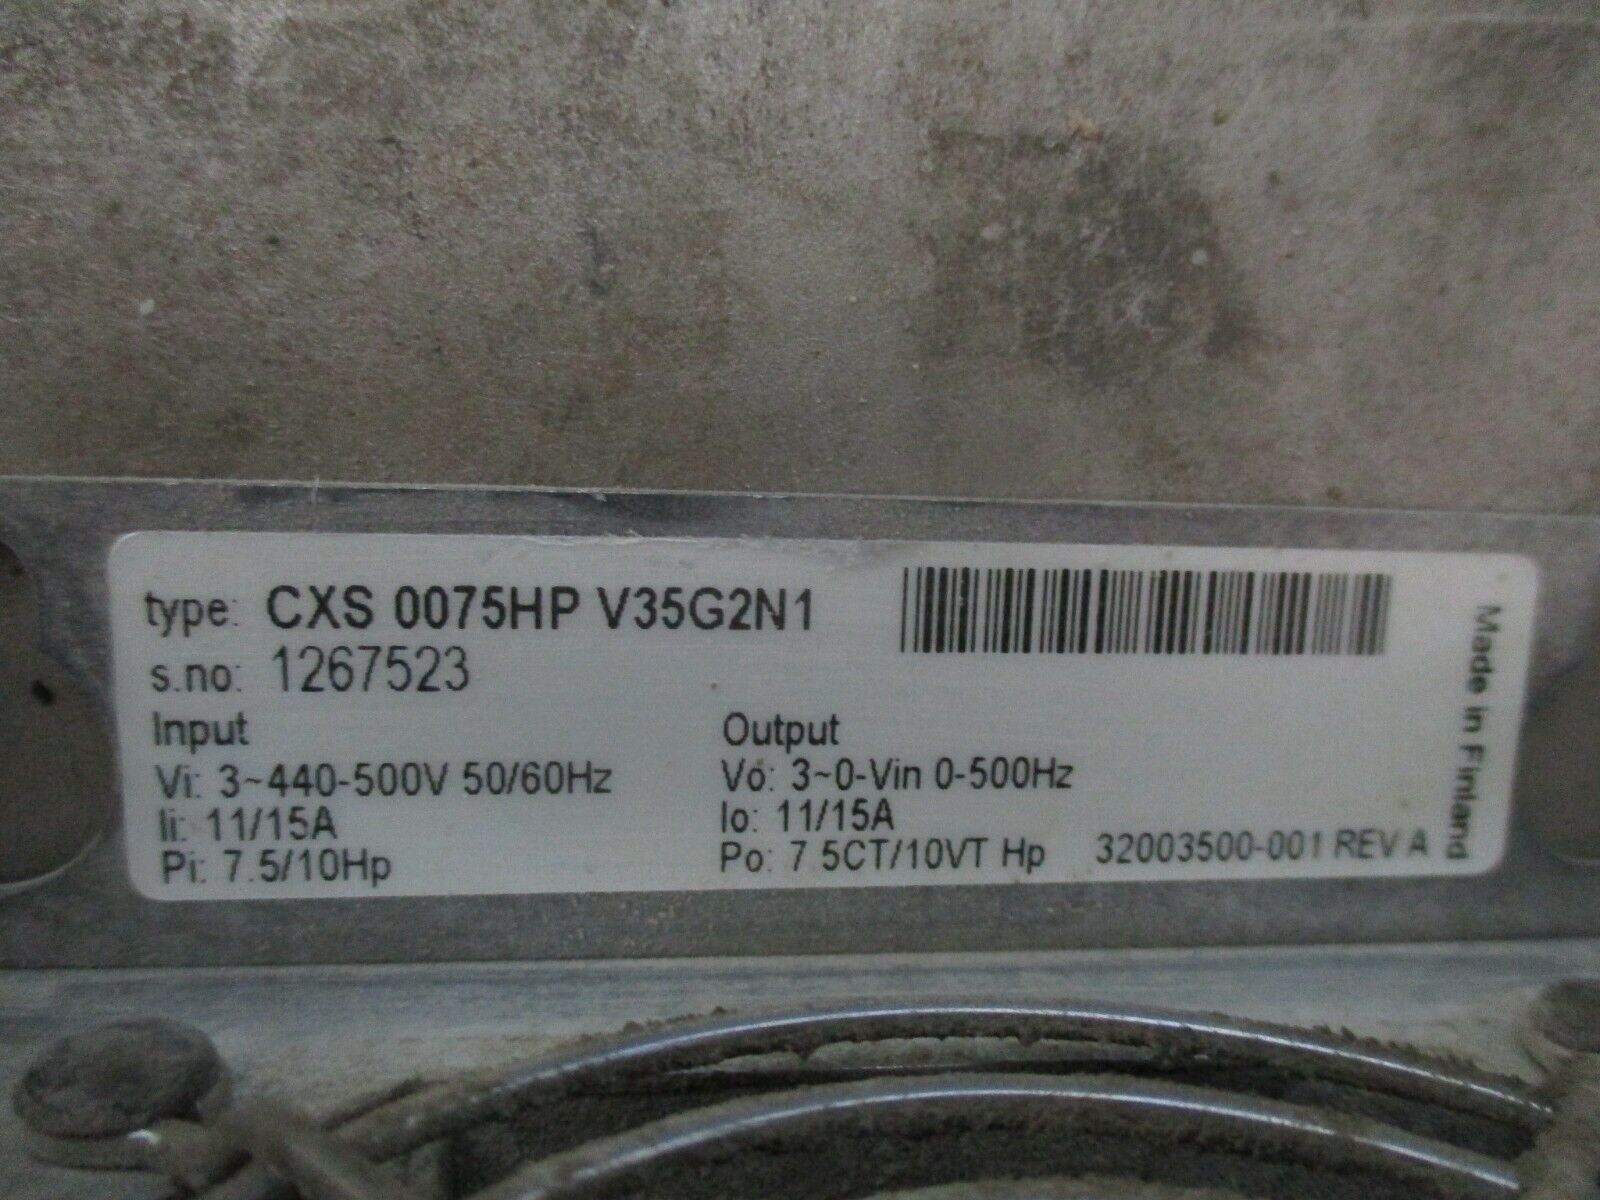 type: CXS 0075HP V35G2N1
s.no: 1267523
Input
Vi: 3~440-500V 50/60Hz
Ii: 11/15A
Pi: 7.5/10Hp
Output
Vo: 3~0-Vin 0-500Hz
Io: 11/15A
Po: 7 5CT/10VT Hp
32003500-001 REV A
Made in Finland